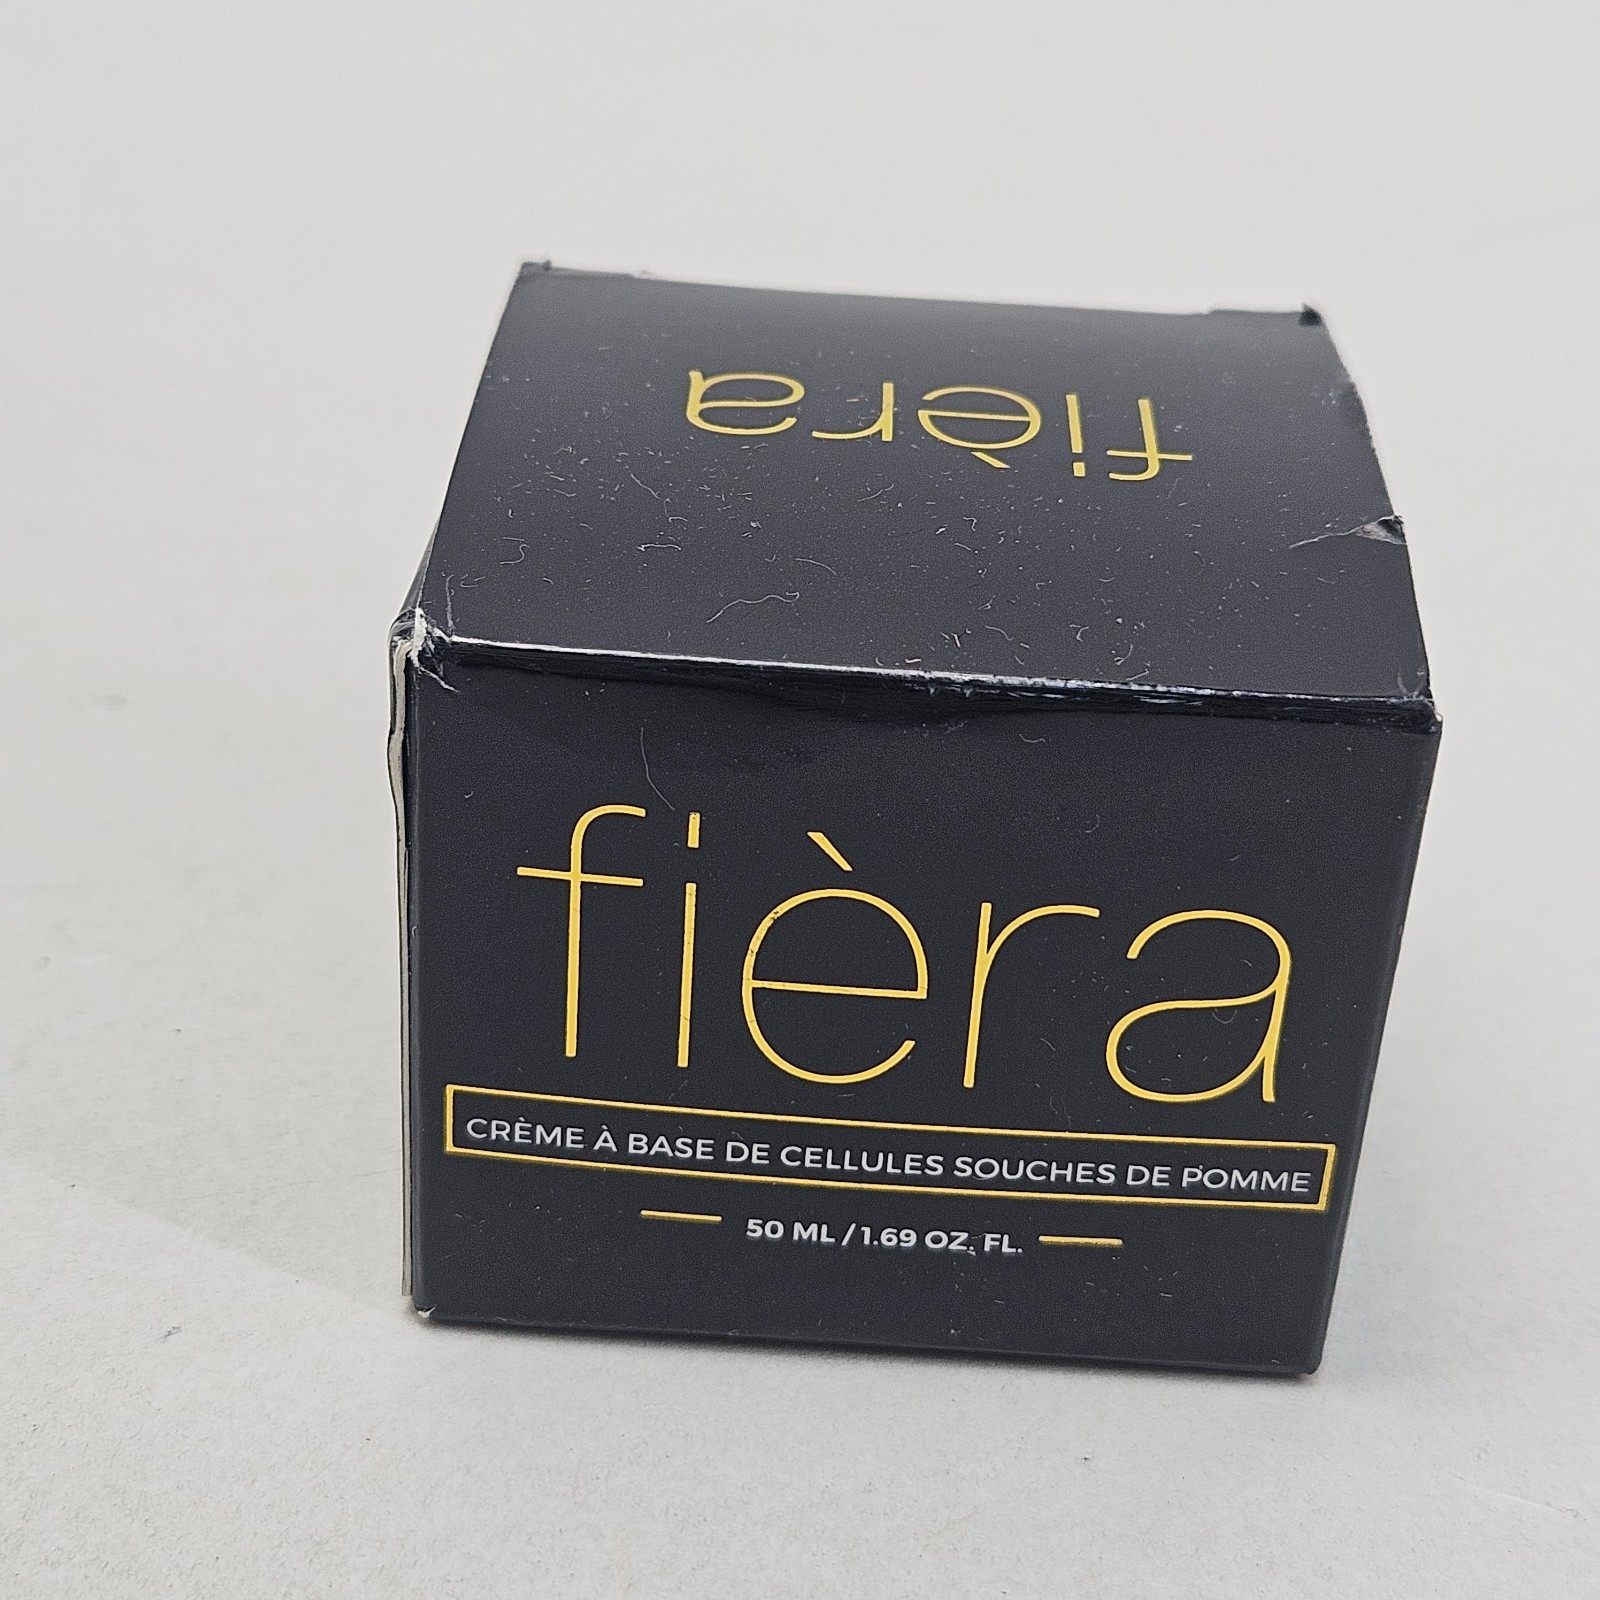 fièra
fièra
CRÈME À BASE DE CELLULES SOUCHES DE POMME
50 ML / 1.69 OZ. FL.